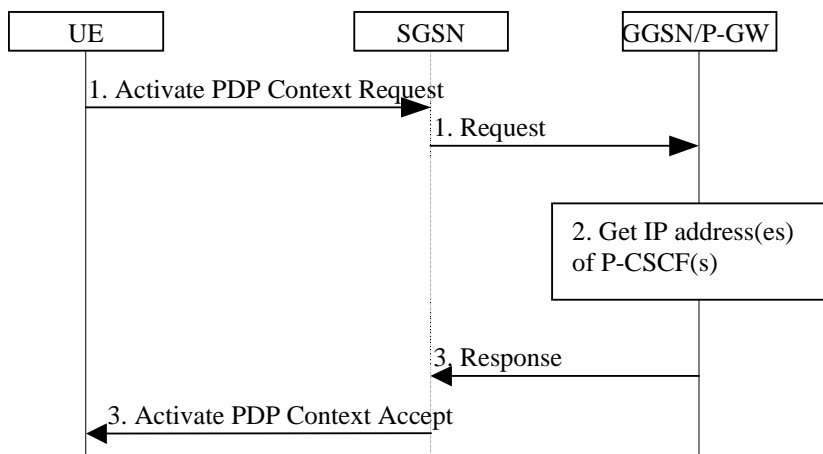 UE
SGSN
GGSN/P-GW
1. Activate PDP Context Request
1. Request
2. Get IP address(es)
of P-CSCF(s)
3. Response
3. Activate PDP Context Accept